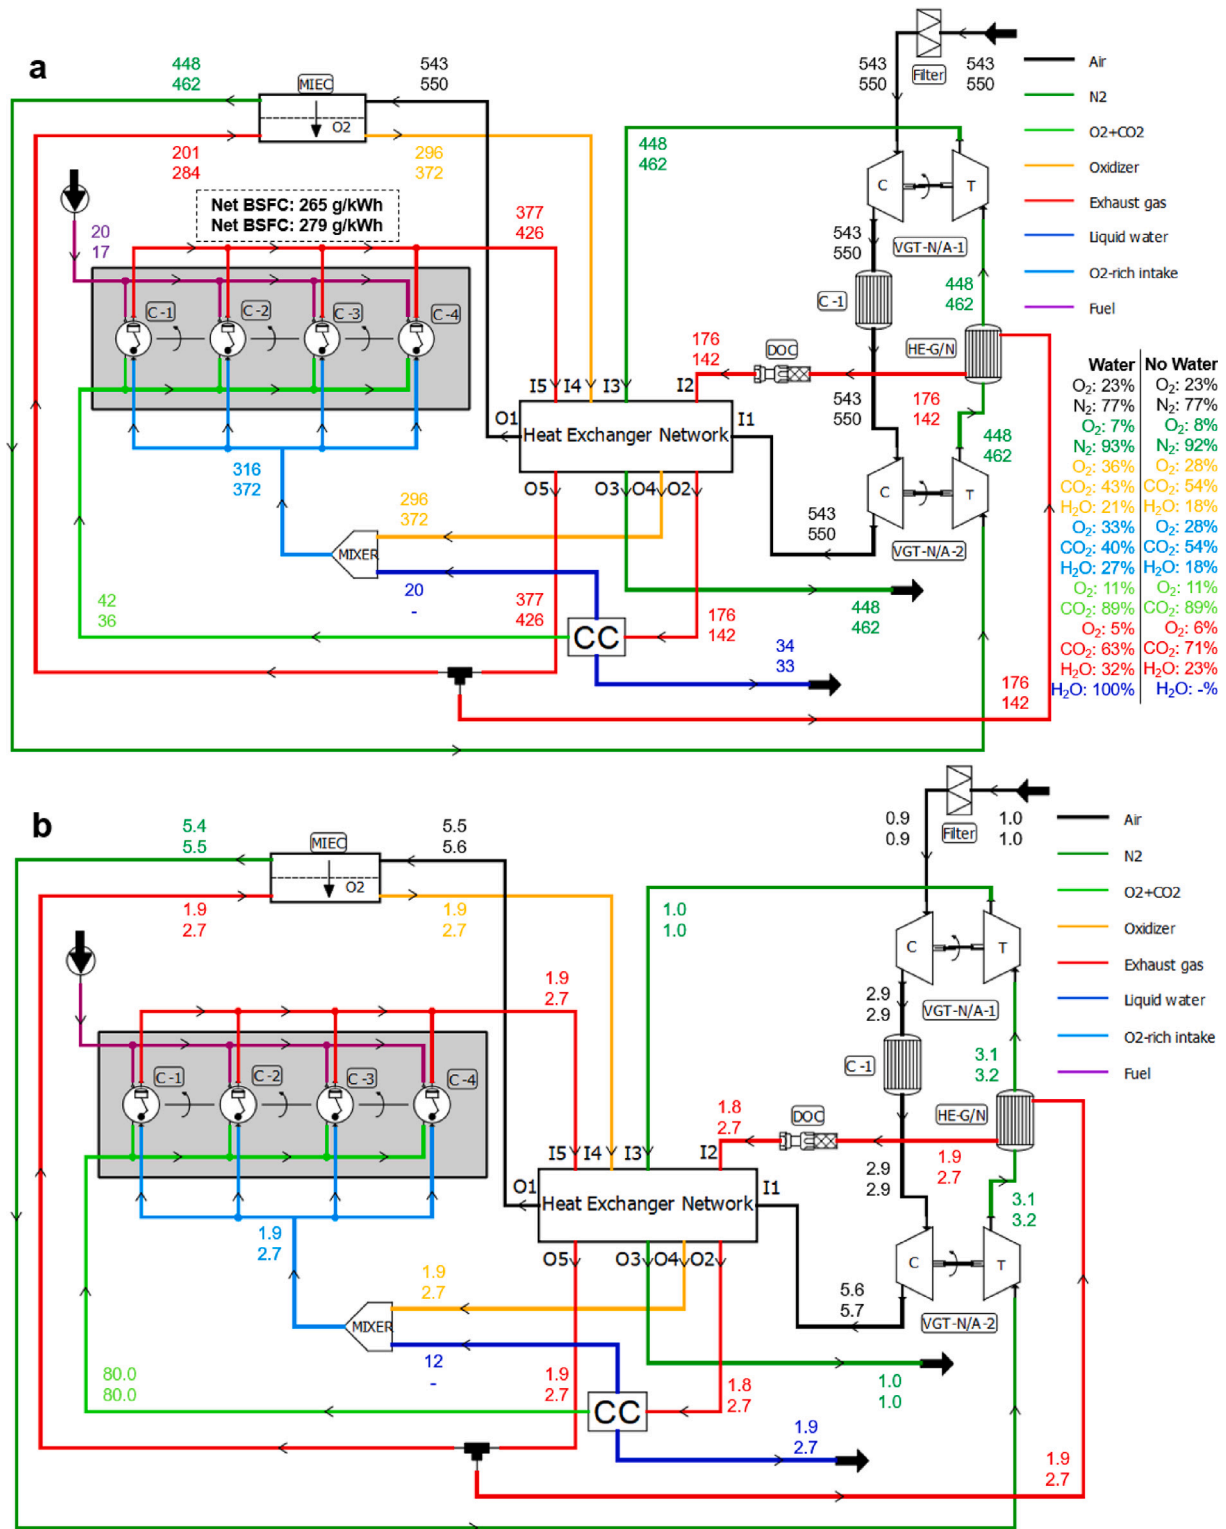 a
448
462
MIEC
O2
543
550
543
550
Filter
543
550
Air
N2
O2+CO2
Oxidizer
Exhaust gas
Liquid water
O2-rich intake
Fuel
201
284
296
372
448
462
C
T
Net BSFC: 265 g/kWh
Net BSFC: 279 g/kWh
20
17
377
426
543
550
VGT-N/A-1
C-1
448
462
C-1
C-2
C-3
C-4
176
142
DOC
HE-G/N
I5
I4
I3
I2
I1
O1
Heat Exchanger Network
O5
O3
O4
O2
543
550
176
142
448
462
C
T
VGT-N/A-2
543
550
316
372
296
372
MIXER
20
-
42
36
377
426
CC
176
142
448
462
34
33
176
142
Water No Water
O2: 23% O2: 23%
N2: 77% N2: 77%
O2: 7% O2: 8%
N2: 93% N2: 92%
O2: 36% O2: 28%
CO2: 43% CO2: 54%
H2O: 21% H2O: 18%
O2: 33% O2: 28%
CO2: 40% CO2: 54%
H2O: 27% H2O: 18%
O2: 11% O2: 11%
CO2: 89% CO2: 89%
O2: 5% O2: 6%
CO2: 63% CO2: 71%
H2O: 32% H2O: 23%
H2O: 100% H2O: -%
b
5.4
5.5
MIEC
O2
5.5
5.6
0.9
0.9
Filter
1.0
1.0
Air
N2
O2+CO2
Oxidizer
Exhaust gas
Liquid water
O2-rich intake
Fuel
1.9
2.7
1.9
2.7
1.0
1.0
C
T
1.9
2.7
2.9
2.9
VGT-N/A-1
C-1
3.1
3.2
C-1
C-2
C-3
C-4
1.8
2.7
DOC
HE-G/N
I5
I4
I3
I2
I1
O1
Heat Exchanger Network
O5
O3
O4
O2
2.9
2.9
1.9
2.7
3.1
3.2
C
T
VGT-N/A-2
5.6
5.7
1.9
2.7
1.9
2.7
MIXER
12
-
80.0
80.0
1.9
2.7
CC
1.8
2.7
1.0
1.0
1.9
2.7
1.9
2.7